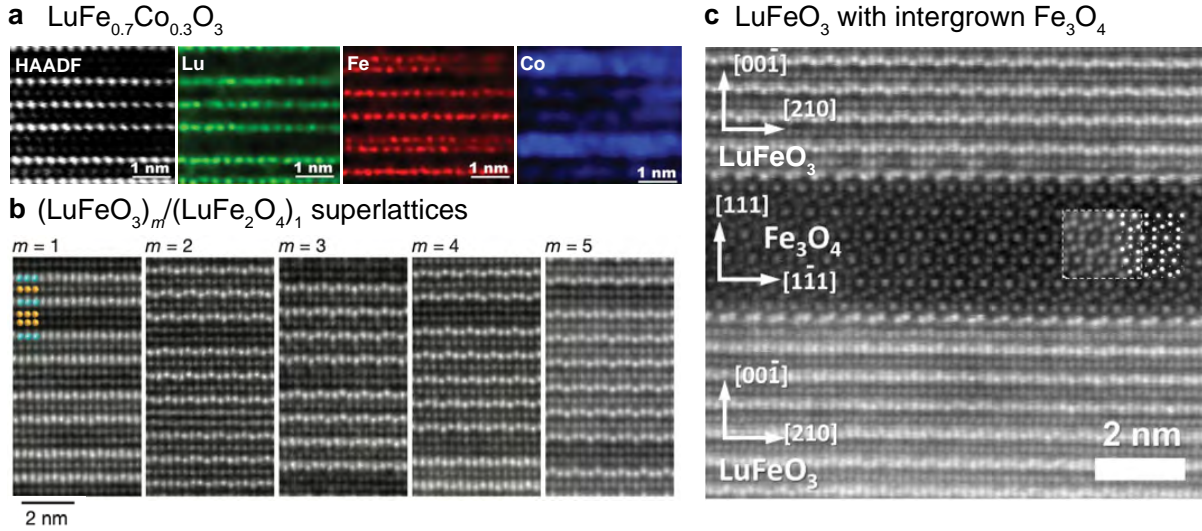 a LuFe0.7Co0.3O3
HAADF Lu Fe Co
1 nm 1 nm 1 nm 1 nm
b (LuFeO3)m/(LuFe2O4)1 superlattices
m = 1 m = 2 m = 3 m = 4 m = 5
2 nm
c LuFeO3 with intergrown Fe3O4
[001̄]
[210]
LuFeO3
[111]
Fe3O4
[11̄1]
[001̄]
[210]
LuFeO3
2 nm